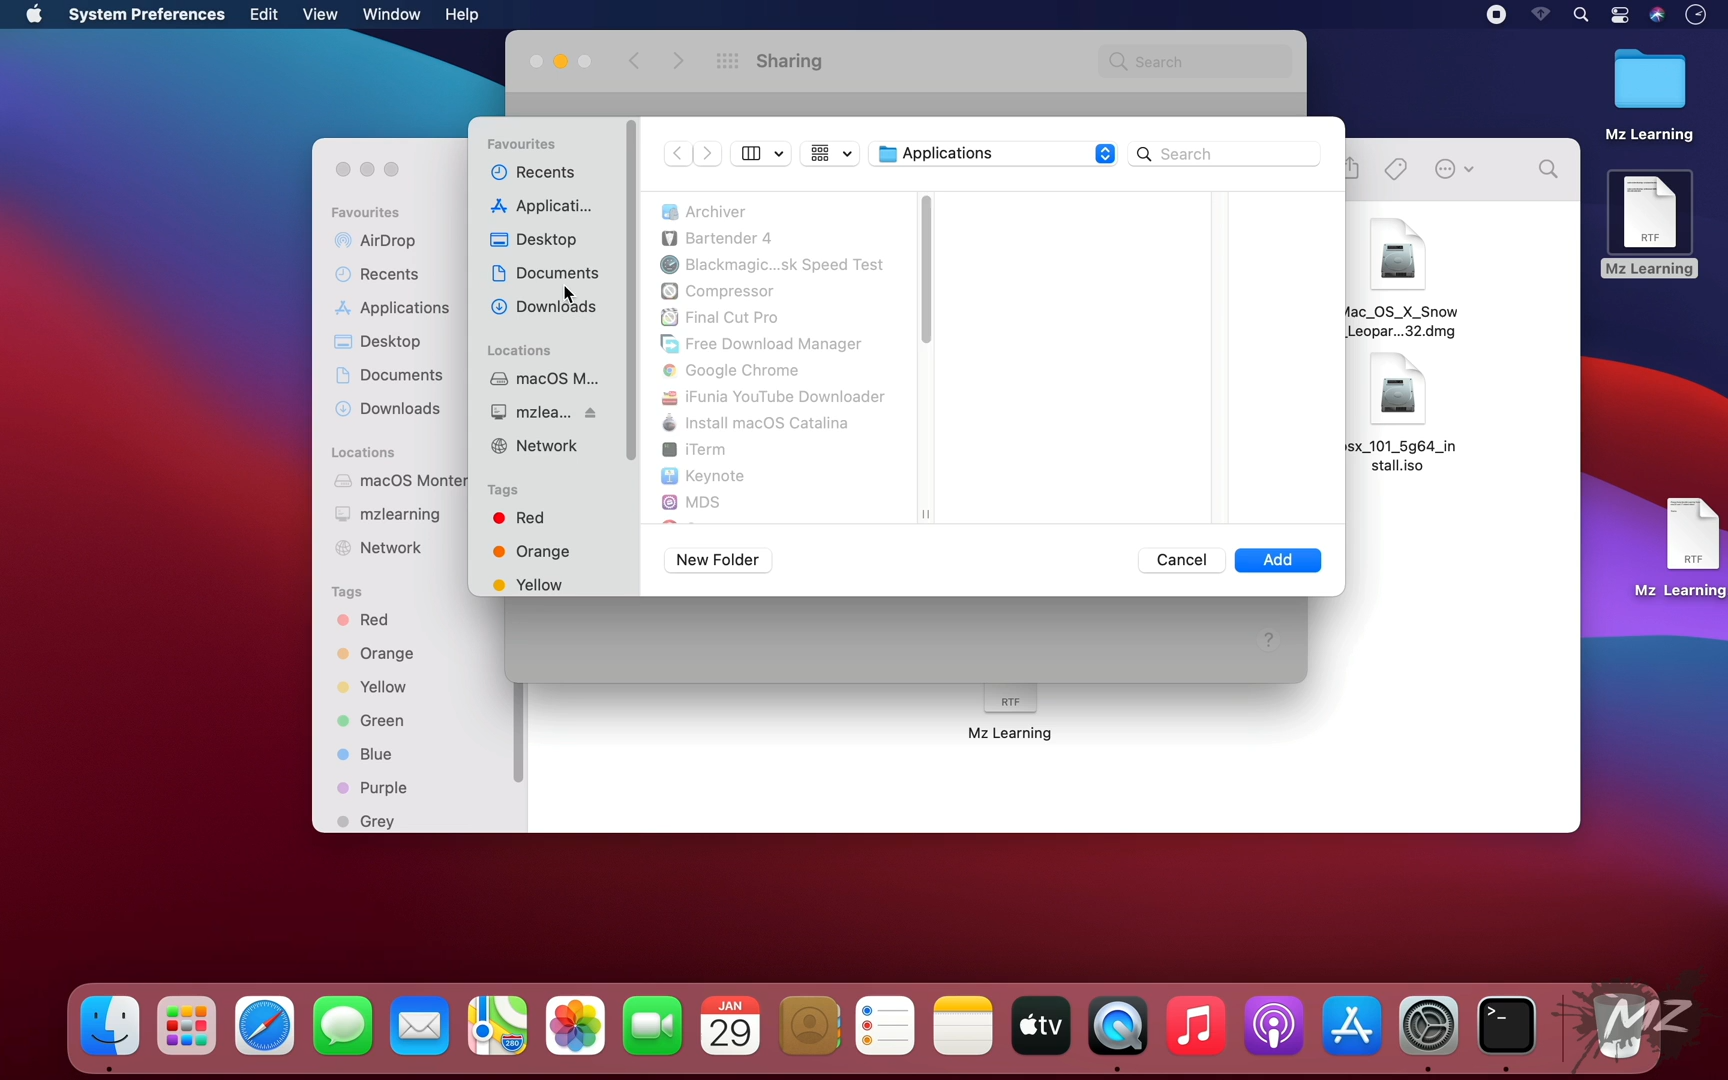 System Preferences Edit View Window Help
Sharing
Search
Favourites
Recents
Applicati...
Desktop
Documents
Downloads
Locations
macOS M...
mzlea...
Network
Tags
Red
Orange
Yellow
Applications
Search
Archiver
Bartender 4
Blackmagic...sk Speed Test
Compressor
Final Cut Pro
Free Download Manager
Google Chrome
iFunia YouTube Downloader
Install macOS Catalina
iTerm
Keynote
MDS
New Folder
Cancel
Add
?
Favourites
AirDrop
Recents
Applications
Desktop
Documents
Downloads
Locations
macOS Monter
mzlearning
Network
Tags
Red
Orange
Yellow
Green
Blue
Purple
Grey
Mac_OS_X_Snow
_Leopar...32.dmg
osx_101_5g64_in
stall.iso
RTF
Mz Learning
Mz Learning
RTF
Mz Learning
RTF
Mz Learning
280
JAN
29
tv
>_
MZ